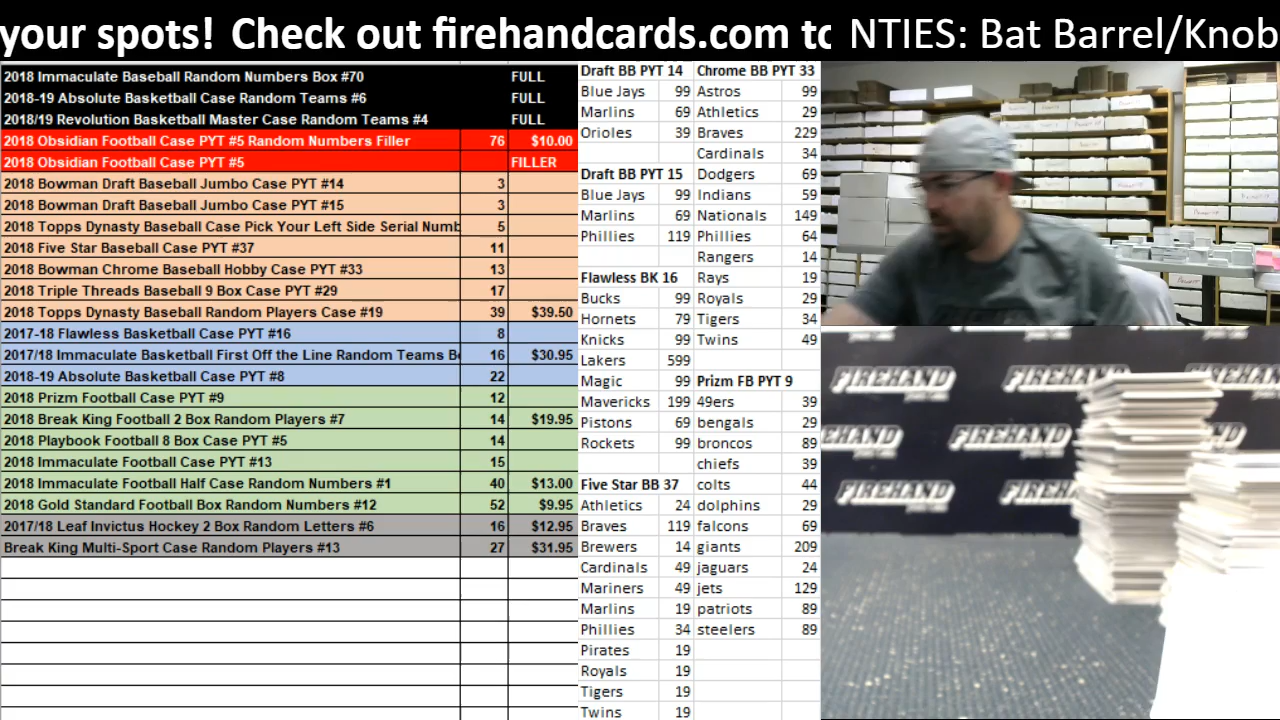 your spots! Check out firehandcards.com to
NTIES: Bat Barrel/Knob
2018 Immaculate Baseball Random Numbers Box #70 FULL
2018-19 Absolute Basketball Case Random Teams #6 FULL
2018/19 Revolution Basketball Master Case Random Teams #4 FULL
2018 Obsidian Football Case PYT #5 Random Numbers Filler 76 $10.00
2018 Obsidian Football Case PYT #5 FILLER
2018 Bowman Draft Baseball Jumbo Case PYT #14 3
2018 Bowman Draft Baseball Jumbo Case PYT #15 3
2018 Topps Dynasty Baseball Case Pick Your Left Side Serial Numb 5
2018 Five Star Baseball Case PYT #37 11
2018 Bowman Chrome Baseball Hobby Case PYT #33 13
2018 Triple Threads Baseball 9 Box Case PYT #29 17
2018 Topps Dynasty Baseball Random Players Case #19 39 $39.50
2017-18 Flawless Basketball Case PYT #16 8
2017/18 Immaculate Basketball First Off the Line Random Teams Bo 16 $30.95
2018-19 Absolute Basketball Case PYT #8 22
2018 Prizm Football Case PYT #9 12
2018 Break King Football 2 Box Random Players #7 14 $19.95
2018 Playbook Football 8 Box Case PYT #5 14
2018 Immaculate Football Case PYT #13 15
2018 Immaculate Football Half Case Random Numbers #1 40 $13.00
2018 Gold Standard Football Box Random Numbers #12 52 $9.95
2017/18 Leaf Invictus Hockey 2 Box Random Letters #6 16 $12.95
Break King Multi-Sport Case Random Players #13 27 $31.95
Draft BB PYT 14
Blue Jays 99
Marlins 69
Orioles 39
Draft BB PYT 15
Blue Jays 99
Marlins 69
Phillies 119
Flawless BK 16
Bucks 99
Hornets 79
Knicks 99
Lakers 599
Magic 99
Mavericks 199
Pistons 69
Rockets 99
Five Star BB 37
Athletics 24
Braves 119
Brewers 14
Cardinals 49
Mariners 49
Marlins 19
Phillies 34
Pirates 19
Royals 19
Tigers 19
Twins 19
Chrome BB PYT 33
Astros 99
Athletics 29
Braves 229
Cardinals 34
Dodgers 69
Indians 59
Nationals 149
Phillies 64
Rangers 14
Rays 19
Royals 29
Tigers 34
Twins 49
Prizm FB PYT 9
49ers 39
bengals 29
broncos 89
chiefs 39
colts 44
dolphins 29
falcons 69
giants 209
jaguars 24
jets 129
patriots 89
steelers 89
FIREHAND FIREHAND
FIREHAND FIREHAND
FIREHAND FIREHAND